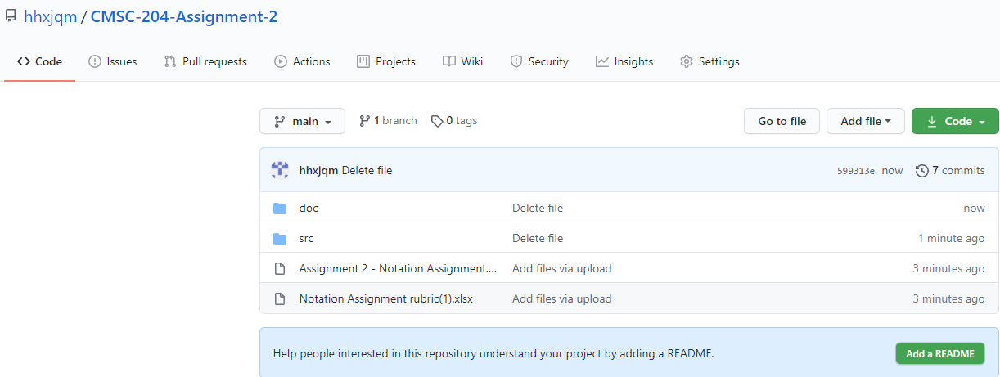 hhxjqm / CMSC-204-Assignment-2
Code Issues Pull requests Actions Projects Wiki Security Insights Settings
main 1 branch 0 tags Go to file Add file Code
hhxjqm Delete file 599313e now 7 commits
doc Delete file now
src Delete file 1 minute ago
Assignment 2 - Notation Assignment.... Add files via upload 3 minutes ago
Notation Assignment rubric(1).xlsx Add files via upload 3 minutes ago
Help people interested in this repository understand your project by adding a README. Add a README